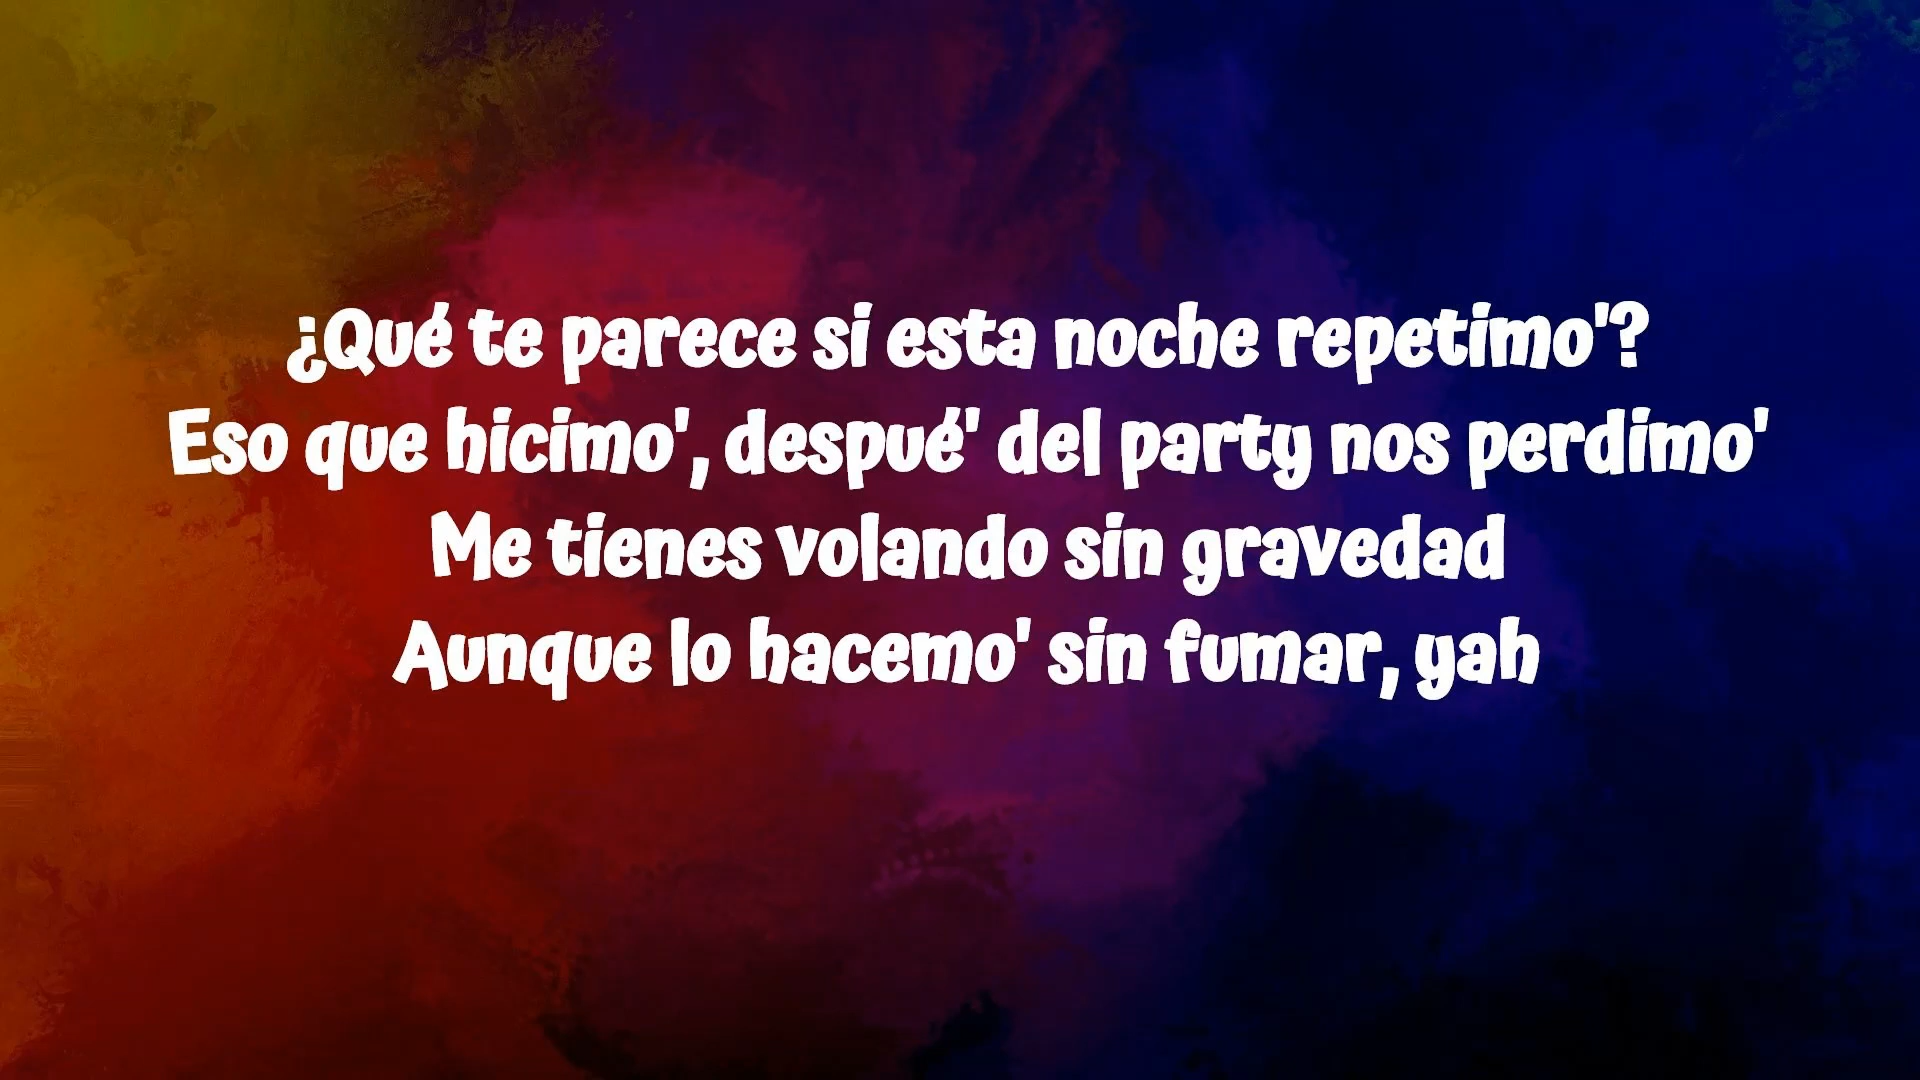 ¿Qué te parece si esta noche repetimo'?
Eso que hicimo', despué' del party nos perdimo'
Me tienes volando sin gravedad
Aunque lo hacemo' sin fumar, yah